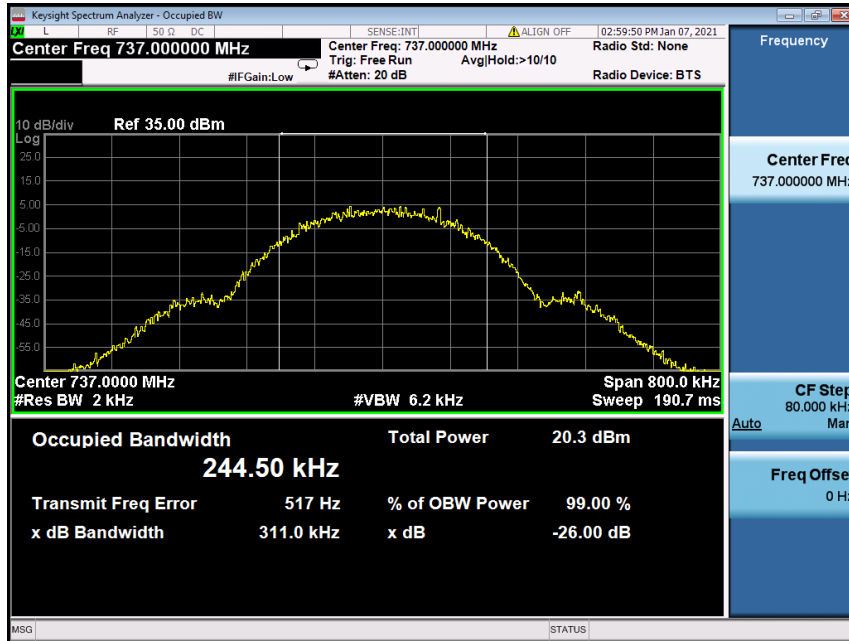 Keysight Spectrum Analyzer - Occupied BW
L RF 50 Ω DC SENSE:INT ALIGN OFF 02:59:50 PM Jan 07, 2021
Center Freq 737.000000 MHz
Center Freq: 737.000000 MHz Radio Std: None
Trig: Free Run Avg|Hold:>10/10
#IFGain:Low #Atten: 20 dB Radio Device: BTS
Frequency
10 dB/div Ref 35.00 dBm
Log
25.0
15.0
5.00
-5.00
-15.0
-25.0
-35.0
-45.0
-55.0
Center Freq
737.000000 MHz
Center 737.0000 MHz Span 800.0 kHz
#Res BW 2 kHz #VBW 6.2 kHz Sweep 190.7 ms
CF Step
80.000 kHz
Auto Man
Occupied Bandwidth Total Power 20.3 dBm
244.50 kHz
Transmit Freq Error 517 Hz % of OBW Power 99.00 %
x dB Bandwidth 311.0 kHz x dB -26.00 dB
Freq Offse
0 Hz
MSG STATUS